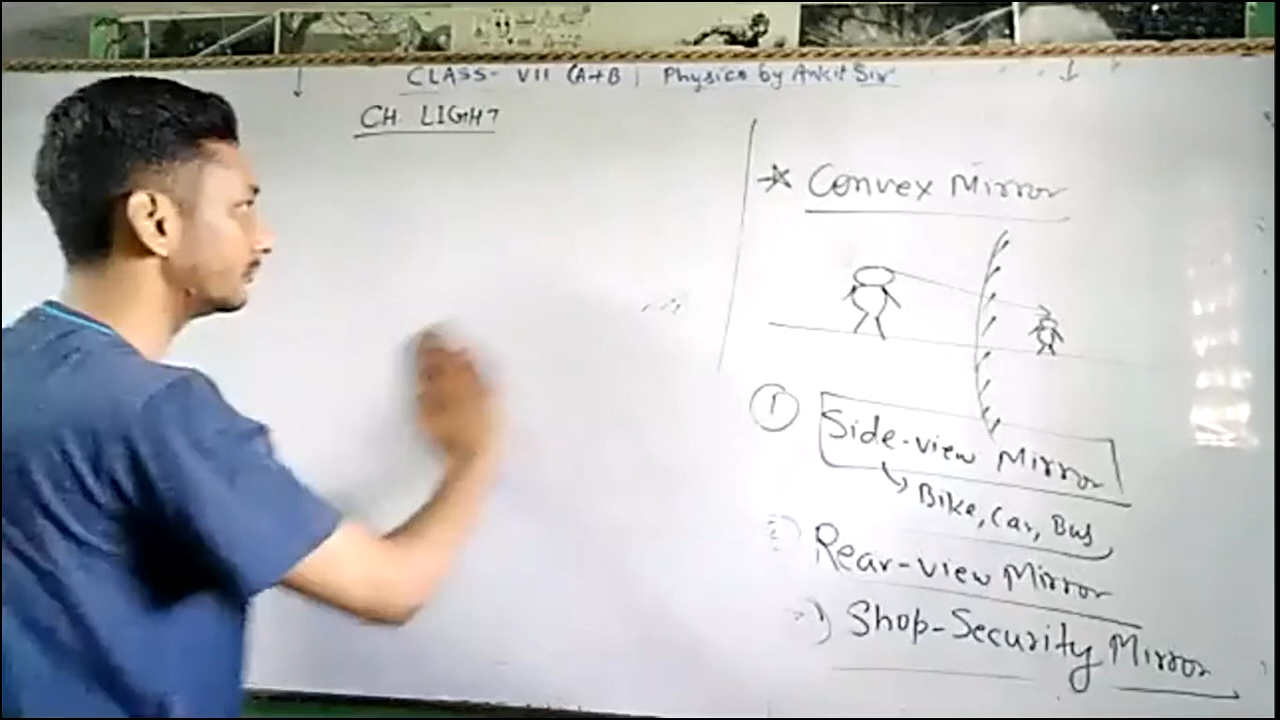 CLASS- VII (A+B) Physics by Ankit Sir
CH LIGHT
Convex Mirror
① Side-view Mirror
Bike, Car, Bus
Rear-view Mirror
Shop-Security Mirror